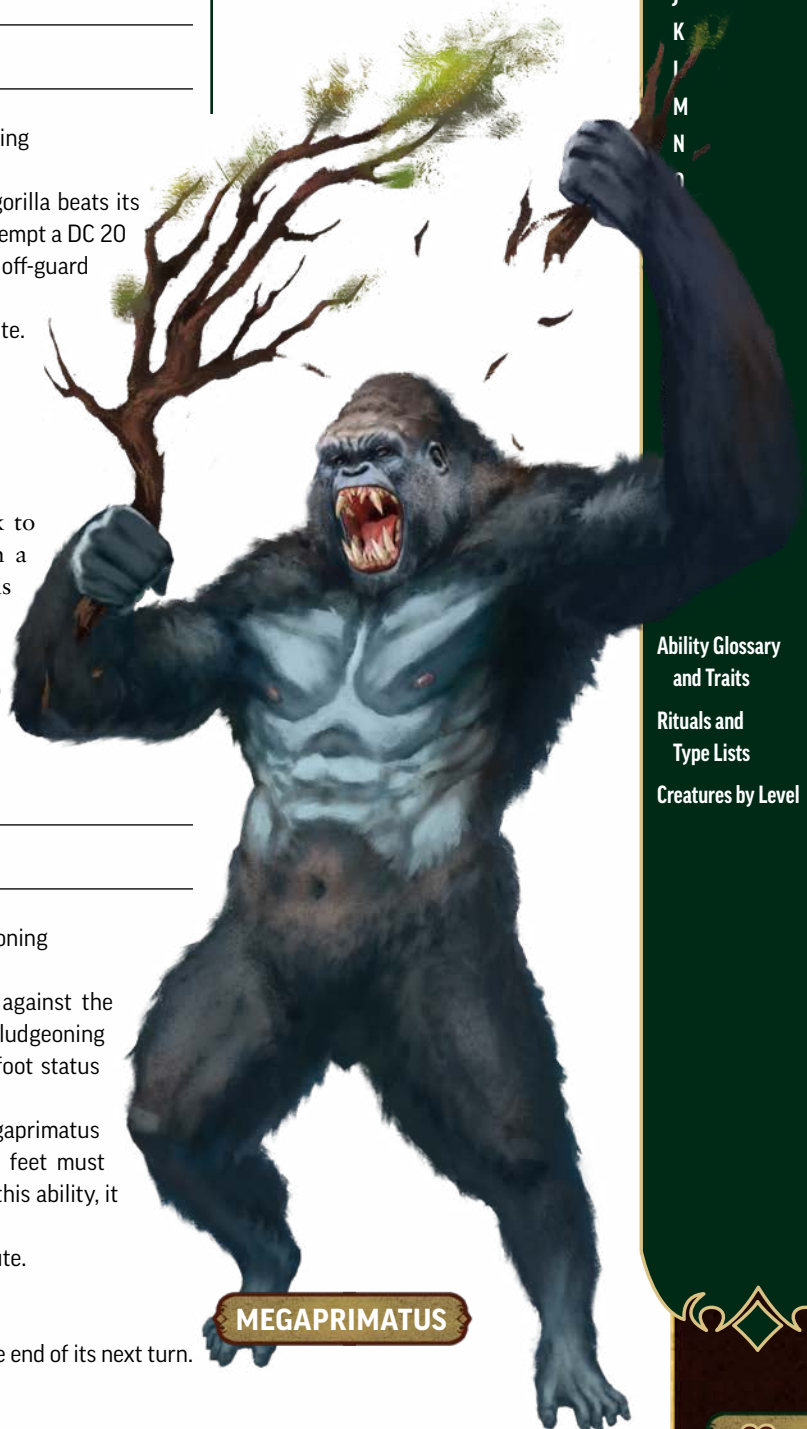 ing
gorilla beats its
empt a DC 20
off-guard
te.
k to
n a
s
oning
against the
ludgeoning
foot status
gaprimatus
feet must
this ability, it
ute.
e end of its next turn.
MEGAPRIMATUS
K
M
N
Ability Glossary
and Traits
Rituals and
Type Lists
Creatures by Level